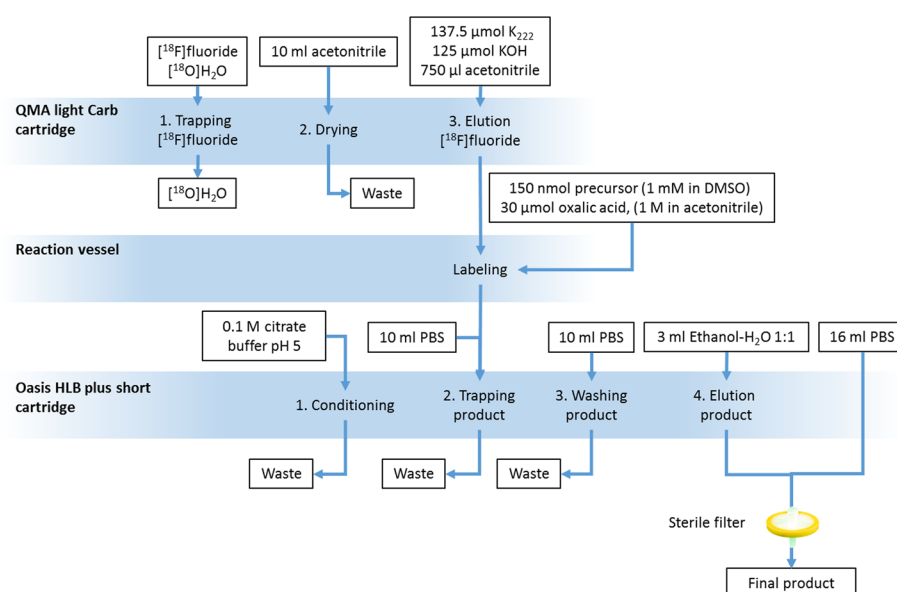 [¹⁸F]fluoride
[¹⁸O]H₂O
10 ml acetonitrile
137.5 µmol K₂₂₂
125 µmol KOH
750 µl acetonitrile
QMA light Carb
cartridge
1. Trapping
[¹⁸F]fluoride
2. Drying
3. Elution
[¹⁸F]fluoride
[¹⁸O]H₂O
Waste
150 nmol precursor (1 mM in DMSO)
30 µmol oxalic acid, (1 M in acetonitrile)
Reaction vessel
Labeling
0.1 M citrate
buffer pH 5
10 ml PBS
10 ml PBS
3 ml Ethanol-H₂O 1:1
16 ml PBS
Oasis HLB plus short
cartridge
1. Conditioning
2. Trapping
product
3. Washing
product
4. Elution
product
Waste
Waste
Waste
Sterile filter
Final product